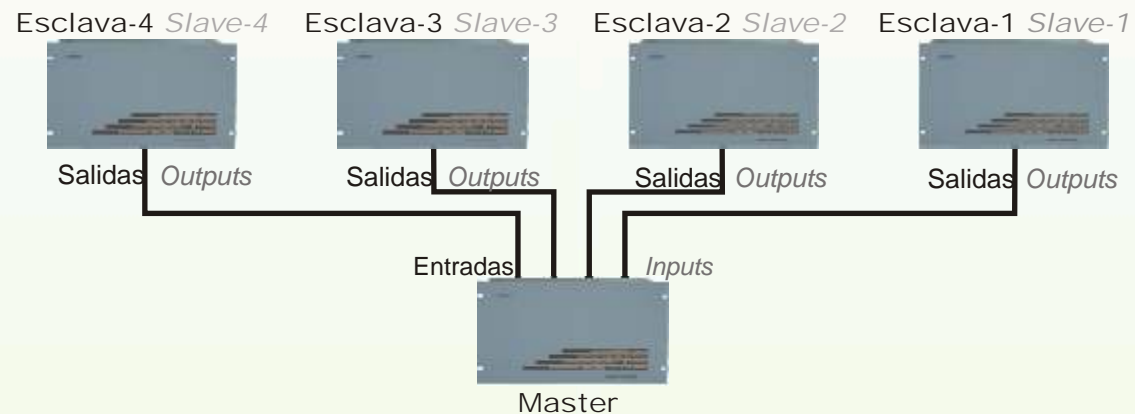 Esclava-4 Slave-4 Esclava-3 Slave-3 Esclava-2 Slave-2 Esclava-1 Slave-1
Salidas Outputs Salidas Outputs Salidas Outputs Salidas Outputs
Entradas Inputs
Master